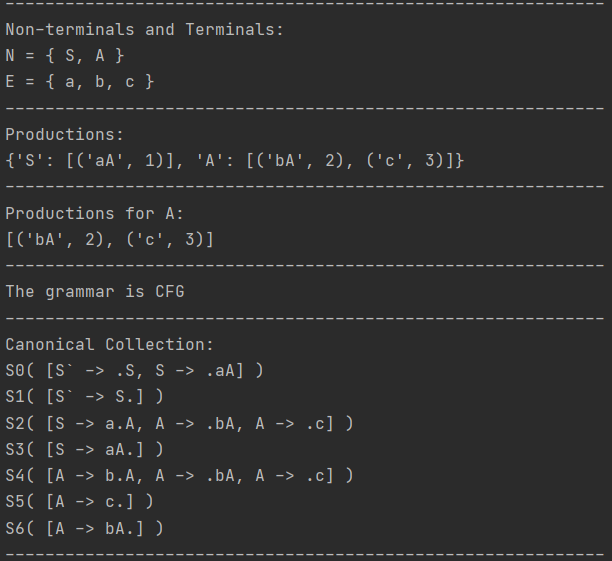 ------------------------------------------------------------
Non-terminals and Terminals:
N = { S, A }
E = { a, b, c }
------------------------------------------------------------
Productions:
{'S': [('aA', 1)], 'A': [('bA', 2), ('c', 3)]}
------------------------------------------------------------
Productions for A:
[('bA', 2), ('c', 3)]
------------------------------------------------------------
The grammar is CFG
------------------------------------------------------------
Canonical Collection:
S0( [S` -> .S, S -> .aA] )
S1( [S` -> S.] )
S2( [S -> a.A, A -> .bA, A -> .c] )
S3( [S -> aA.] )
S4( [A -> b.A, A -> .bA, A -> .c] )
S5( [A -> c.] )
S6( [A -> bA.] )
------------------------------------------------------------